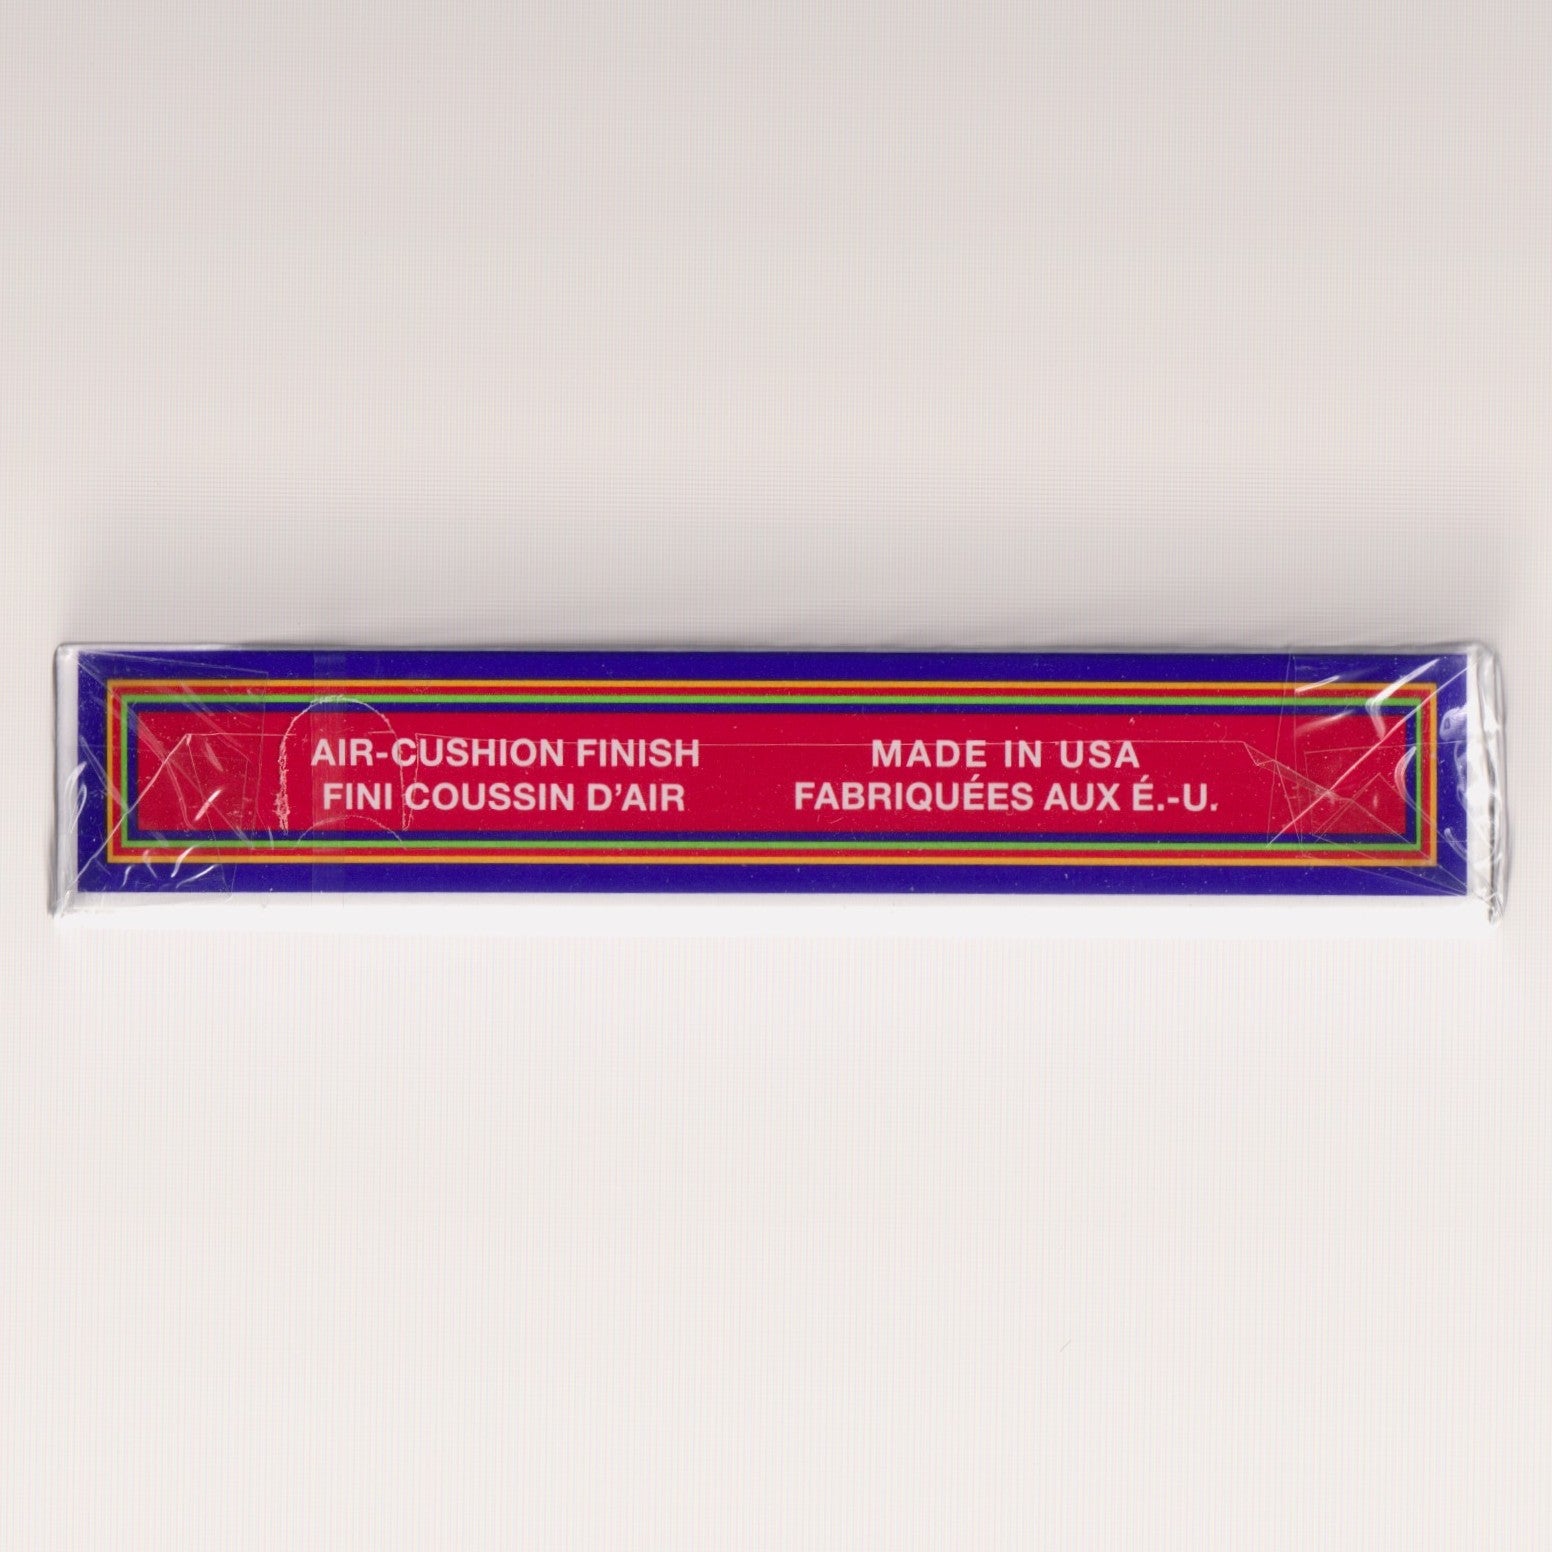 AIR-CUSHION FINISH
FINI COUSSIN D'AIR
MADE IN USA
FABRIQUÉES AUX É.-U.